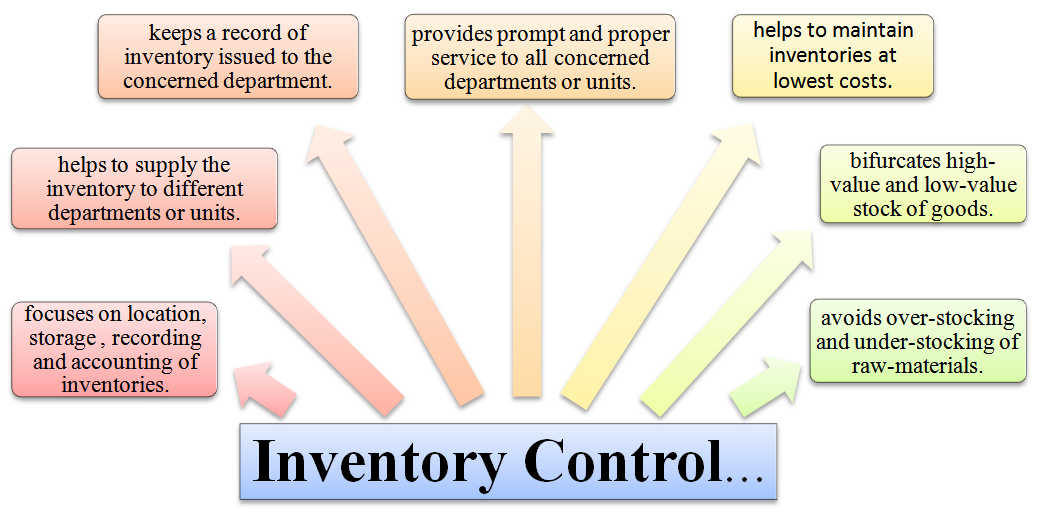 keeps a record of
inventory issued to the
concerned department.
provides prompt and proper
service to all concerned
departments or units.
helps to maintain
inventories at
lowest costs.
helps to supply the
inventory to different
departments or units.
bifurcates high-
value and low-value
stock of goods.
focuses on location,
storage , recording
and accounting of
inventories.
avoids over-stocking
and under-stocking of
raw-materials.
Inventory Control...